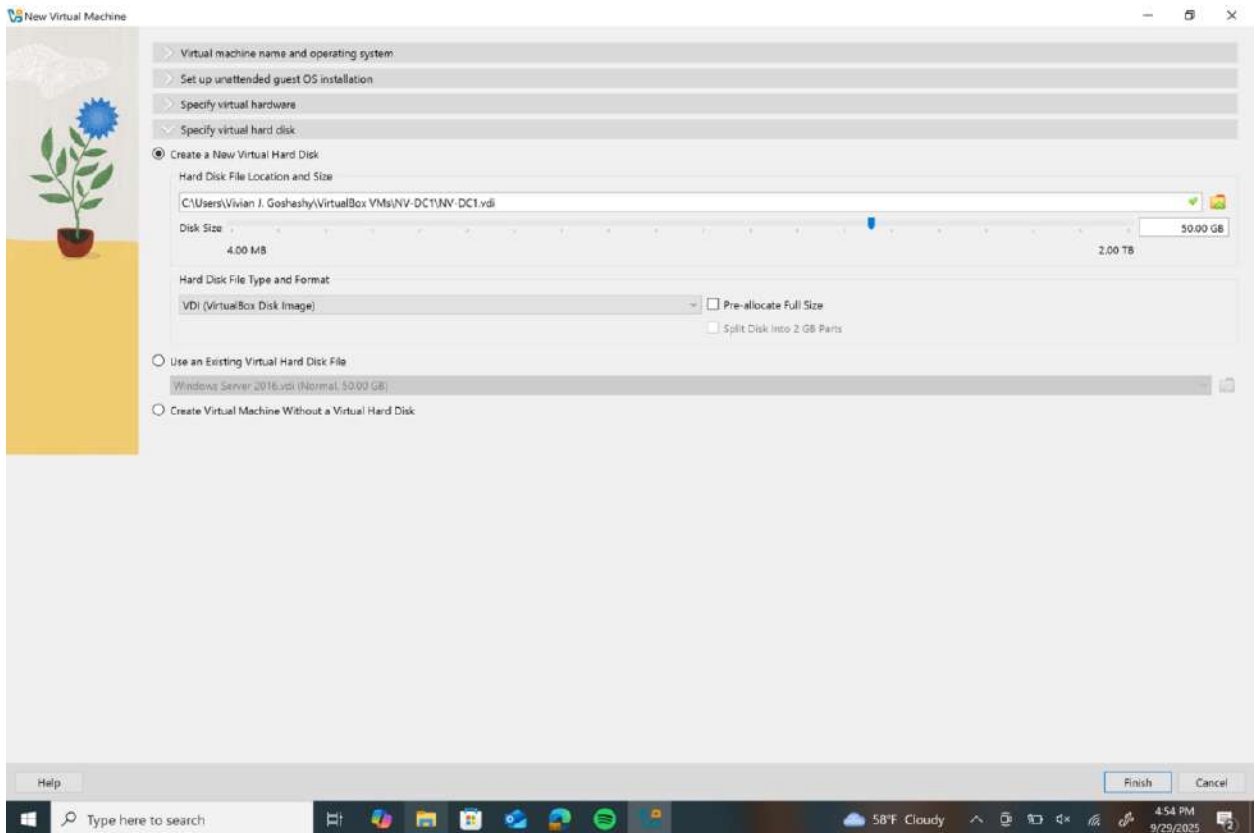 New Virtual Machine
Virtual machine name and operating system
Set up unattended guest OS installation
Specify virtual hardware
Specify virtual hard disk
Create a New Virtual Hard Disk
Hard Disk File Location and Size
C:\Users\Vivian J. Goshashy\VirtualBox VMs\NV-DC1\NV-DC1.vdi
Disk Size 50.00 GB
4.00 MB 2.00 TB
Hard Disk File Type and Format
VDI (VirtualBox Disk Image) Pre-allocate Full Size
Split Disk Into 2 GB Parts
Use an Existing Virtual Hard Disk File
Windows Server 2016.vdi (Normal, 50.00 GB)
Create Virtual Machine Without a Virtual Hard Disk
Help Finish Cancel
Type here to search 58°F Cloudy 4:54 PM
9/29/2025 2